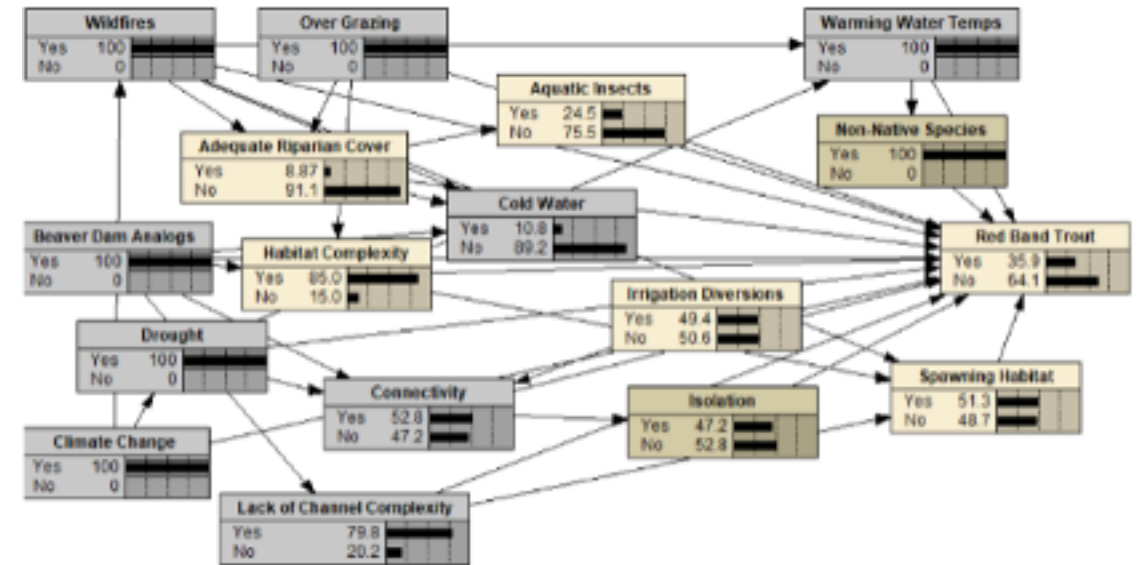 Wildfires
Yes 100
No 0
Over Grazing
Yes 100
No 0
Warming Water Temps
Yes 100
No 0
Aquatic Insects
Yes 24.5
No 75.5
Non-Native Species
Yes 100
No 0
Adequate Riparian Cover
Yes 8.87
No 91.1
Cold Water
Yes 10.8
No 89.2
Beaver Dam Analogs
Yes 100
No 0
Habitat Complexity
Yes 85.0
No 15.0
Red Band Trout
Yes 35.9
No 64.1
Irrigation Diversions
Yes 49.4
No 50.6
Drought
Yes 100
No 0
Connectivity
Yes 52.8
No 47.2
Isolation
Yes 47.2
No 52.8
Spawning Habitat
Yes 51.3
No 48.7
Climate Change
Yes 100
No 0
Lack of Channel Complexity
Yes 79.8
No 20.2